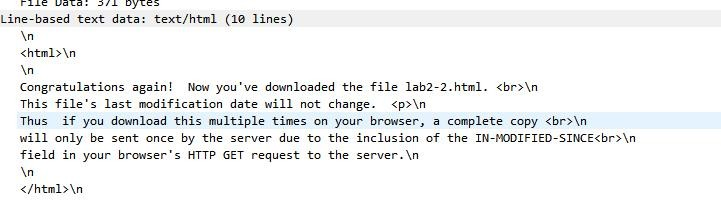 File Data: 371 bytes
Line-based text data: text/html (10 lines)
\n
<html>\n
\n
Congratulations again!  Now you've downloaded the file lab2-2.html. <br>\n
This file's last modification date will not change.  <p>\n
Thus  if you download this multiple times on your browser, a complete copy <br>\n
will only be sent once by the server due to the inclusion of the IN-MODIFIED-SINCE<br>\n
field in your browser's HTTP GET request to the server.\n
\n
</html>\n